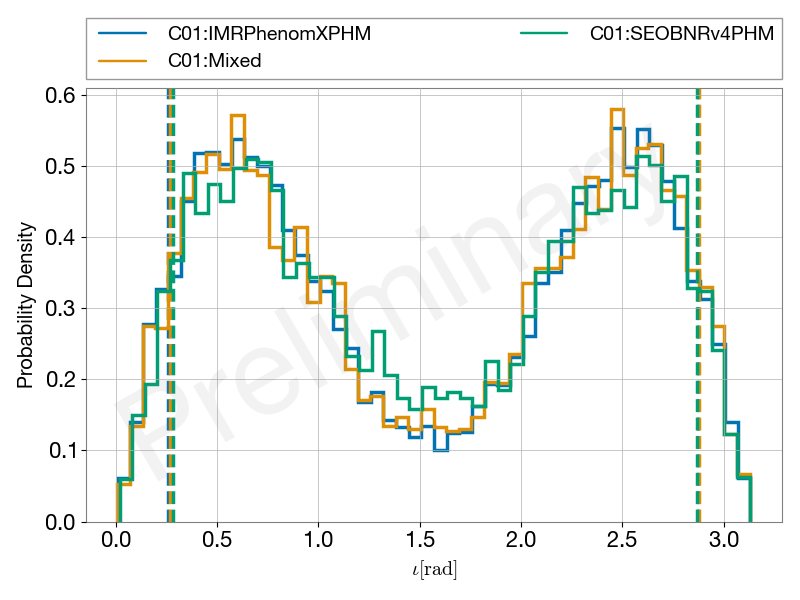 C01:IMRPhenomXPHM
C01:Mixed
C01:SEOBNRv4PHM
0.6
0.5
0.4
0.3
0.2
0.1
0.0
Probability Density
Preliminary
0.0 0.5 1.0 1.5 2.0 2.5 3.0
ι[rad]